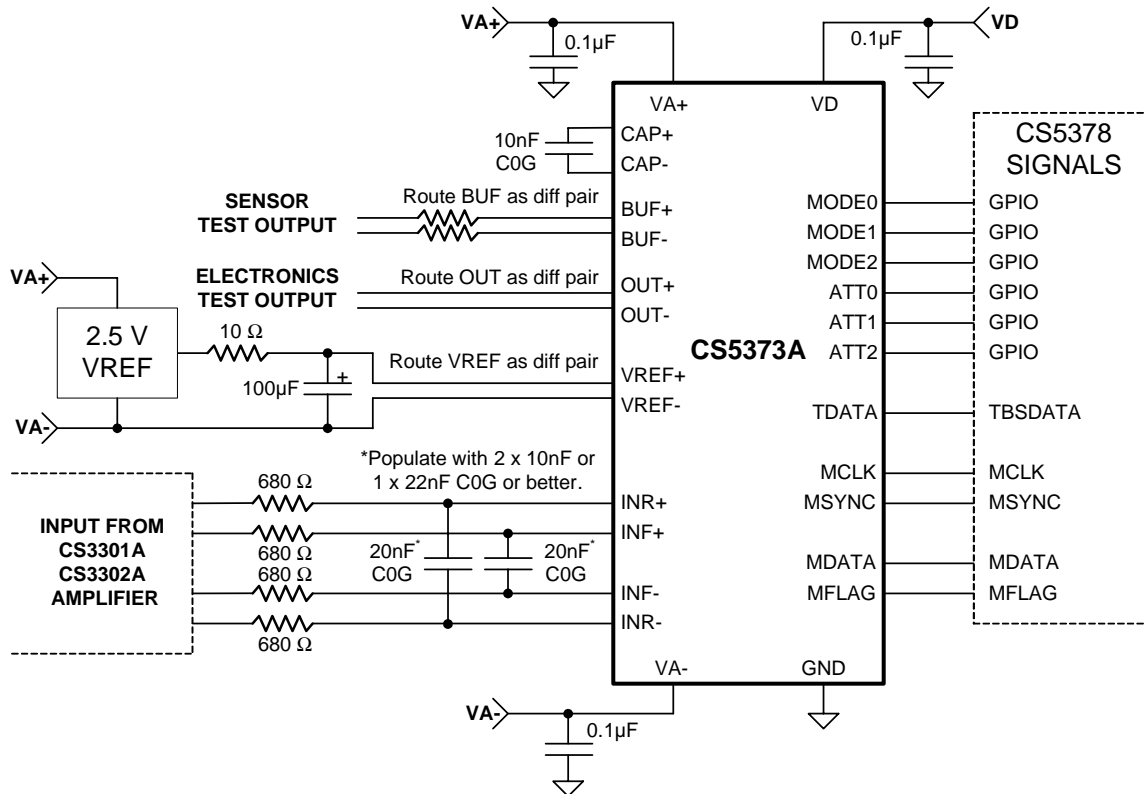 VA+
0.1µF
0.1µF
VD
VA+
VD
CAP+
10nF
C0G
CAP-
CS5378
SIGNALS
SENSOR
TEST OUTPUT
Route BUF as diff pair
BUF+
BUF-
MODE0
GPIO
MODE1
GPIO
MODE2
GPIO
VA+
ELECTRONICS
TEST OUTPUT
Route OUT as diff pair
OUT+
OUT-
ATT0
GPIO
ATT1
GPIO
ATT2
GPIO
2.5 V
VREF
10 Ω
CS5373A
Route VREF as diff pair
100µF
+
VREF+
VREF-
VA-
TDATA
TBSDATA
*Populate with 2 x 10nF or
1 x 22nF C0G or better.
MCLK
MCLK
MSYNC
MSYNC
INPUT FROM
CS3301A
CS3302A
AMPLIFIER
680 Ω
680 Ω
680 Ω
680 Ω
20nF*
C0G
20nF*
C0G
INR+
INF+
INF-
INR-
MDATA
MDATA
MFLAG
MFLAG
VA-
GND
VA-
0.1µF